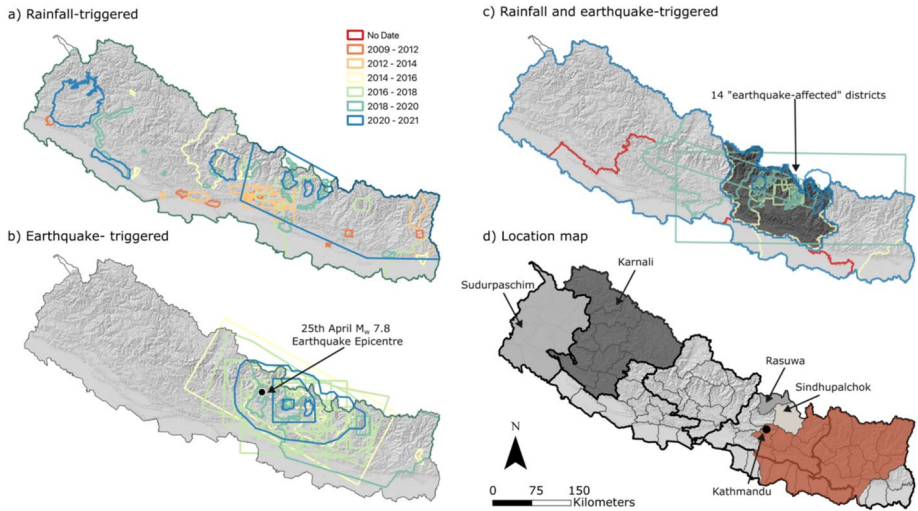 a) Rainfall-triggered
No Date
2009 - 2012
2012 - 2014
2014 - 2016
2016 - 2018
2018 - 2020
2020 - 2021
b) Earthquake- triggered
25th April Mw 7.8
Earthquake Epicentre
c) Rainfall and earthquake-triggered
14 "earthquake-affected" districts
d) Location map
Karnali
Sudurpaschim
Rasuwa
Sindhupalchok
Kathmandu
N
0 75 150
Kilometers